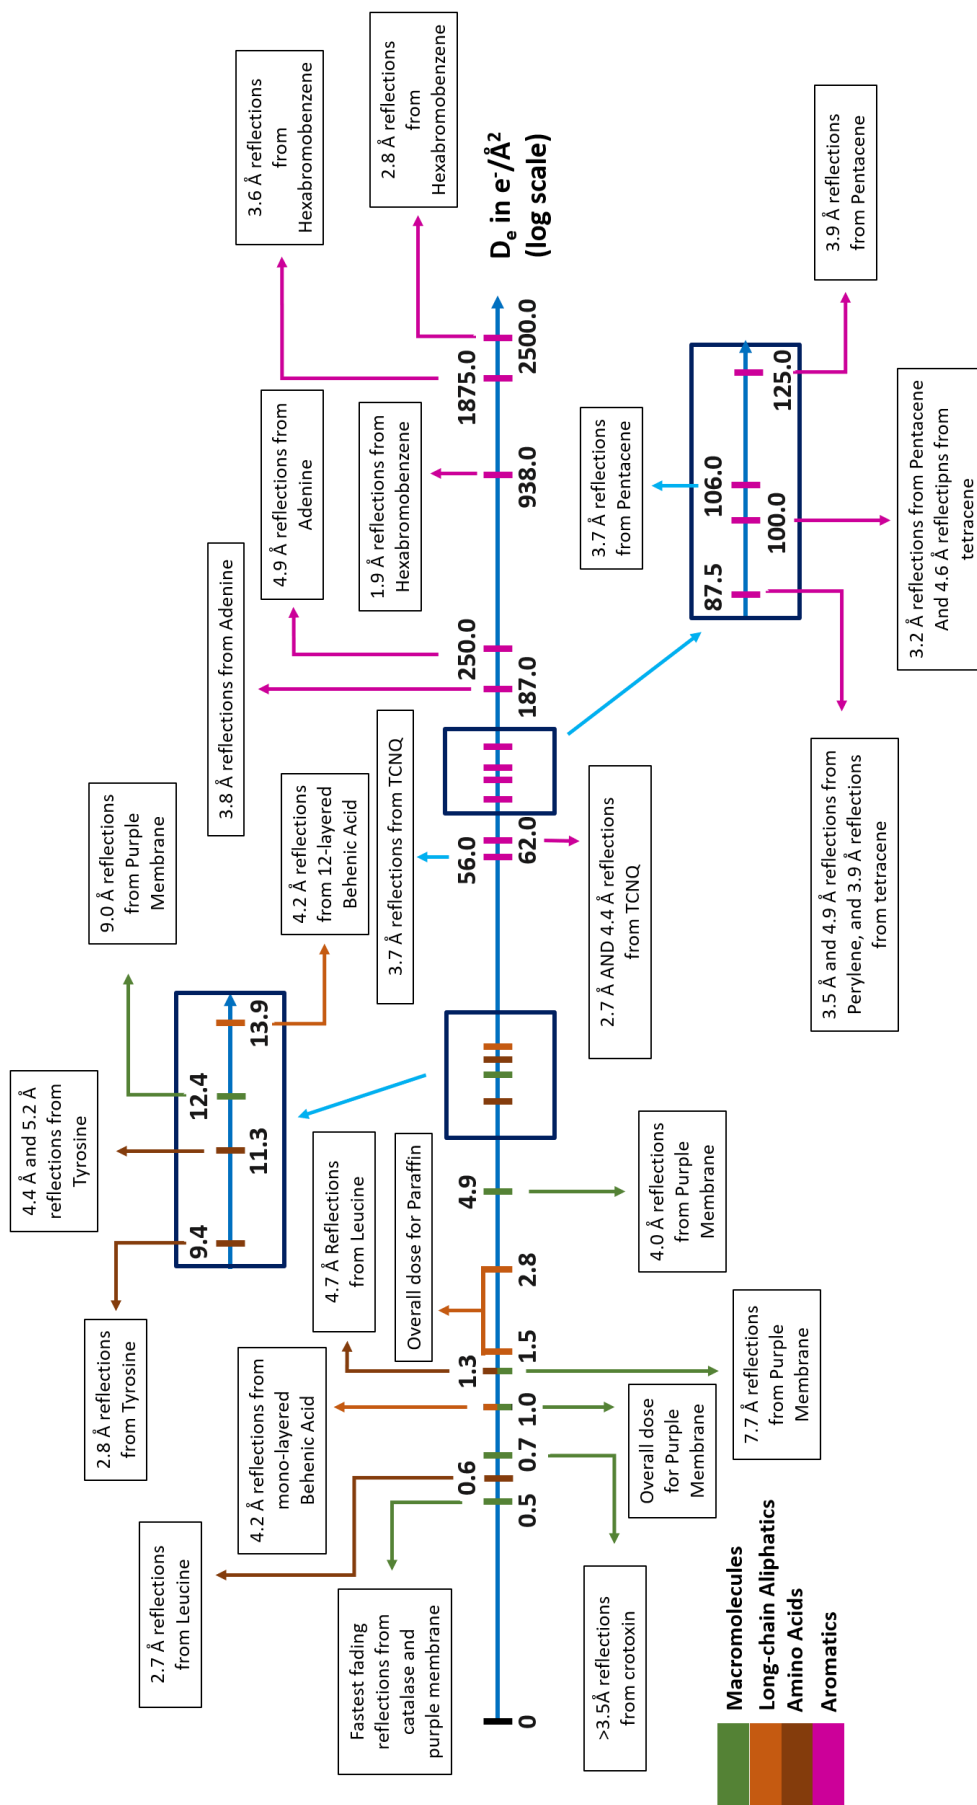 2.7 Å reflections
from Leucine
2.8 Å reflections
from Tyrosine
4.4 Å and 5.2 Å
reflections from
Tyrosine
9.0 Å reflections
from Purple
Membrane
9.4
11.3
12.4
13.9
4.2 Å reflections from
mono-layered
Behenic Acid
4.7 Å Reflections
from Leucine
Overall dose for Paraffin
4.2 Å reflections
from 12-layered
Behenic Acid
3.7 Å reflections from TCNQ
3.8 Å reflections from Adenine
4.9 Å reflections from
Adenine
1.9 Å reflections from
Hexabromobenzene
3.6 Å reflections
from
Hexabromobenzene
2.8 Å reflections
from
Hexabromobenzene
Fastest fading
reflections from
catalase and
purple membrane
0
0.5
0.6
0.7
1.0
1.3
1.5
2.8
4.9
56.0
62.0
187.0
250.0
938.0
1875.0
2500.0
Dₑ in e⁻/Å²
(log scale)
>3.5Å reflections
from crotoxin
Overall dose
for Purple
Membrane
7.7 Å reflections
from Purple
Membrane
4.0 Å reflections
from Purple
Membrane
2.7 Å AND 4.4 Å reflections
from TCNQ
3.7 Å reflections
from Pentacene
87.5
100.0
106.0
125.0
3.5 Å and 4.9 Å reflections from
Perylene, and 3.9 Å reflections
from tetracene
3.2 Å reflections from Pentacene
And 4.6 Å reflectipns from
tetracene
3.9 Å reflections
from Pentacene
Macromolecules
Long-chain Aliphatics
Amino Acids
Aromatics